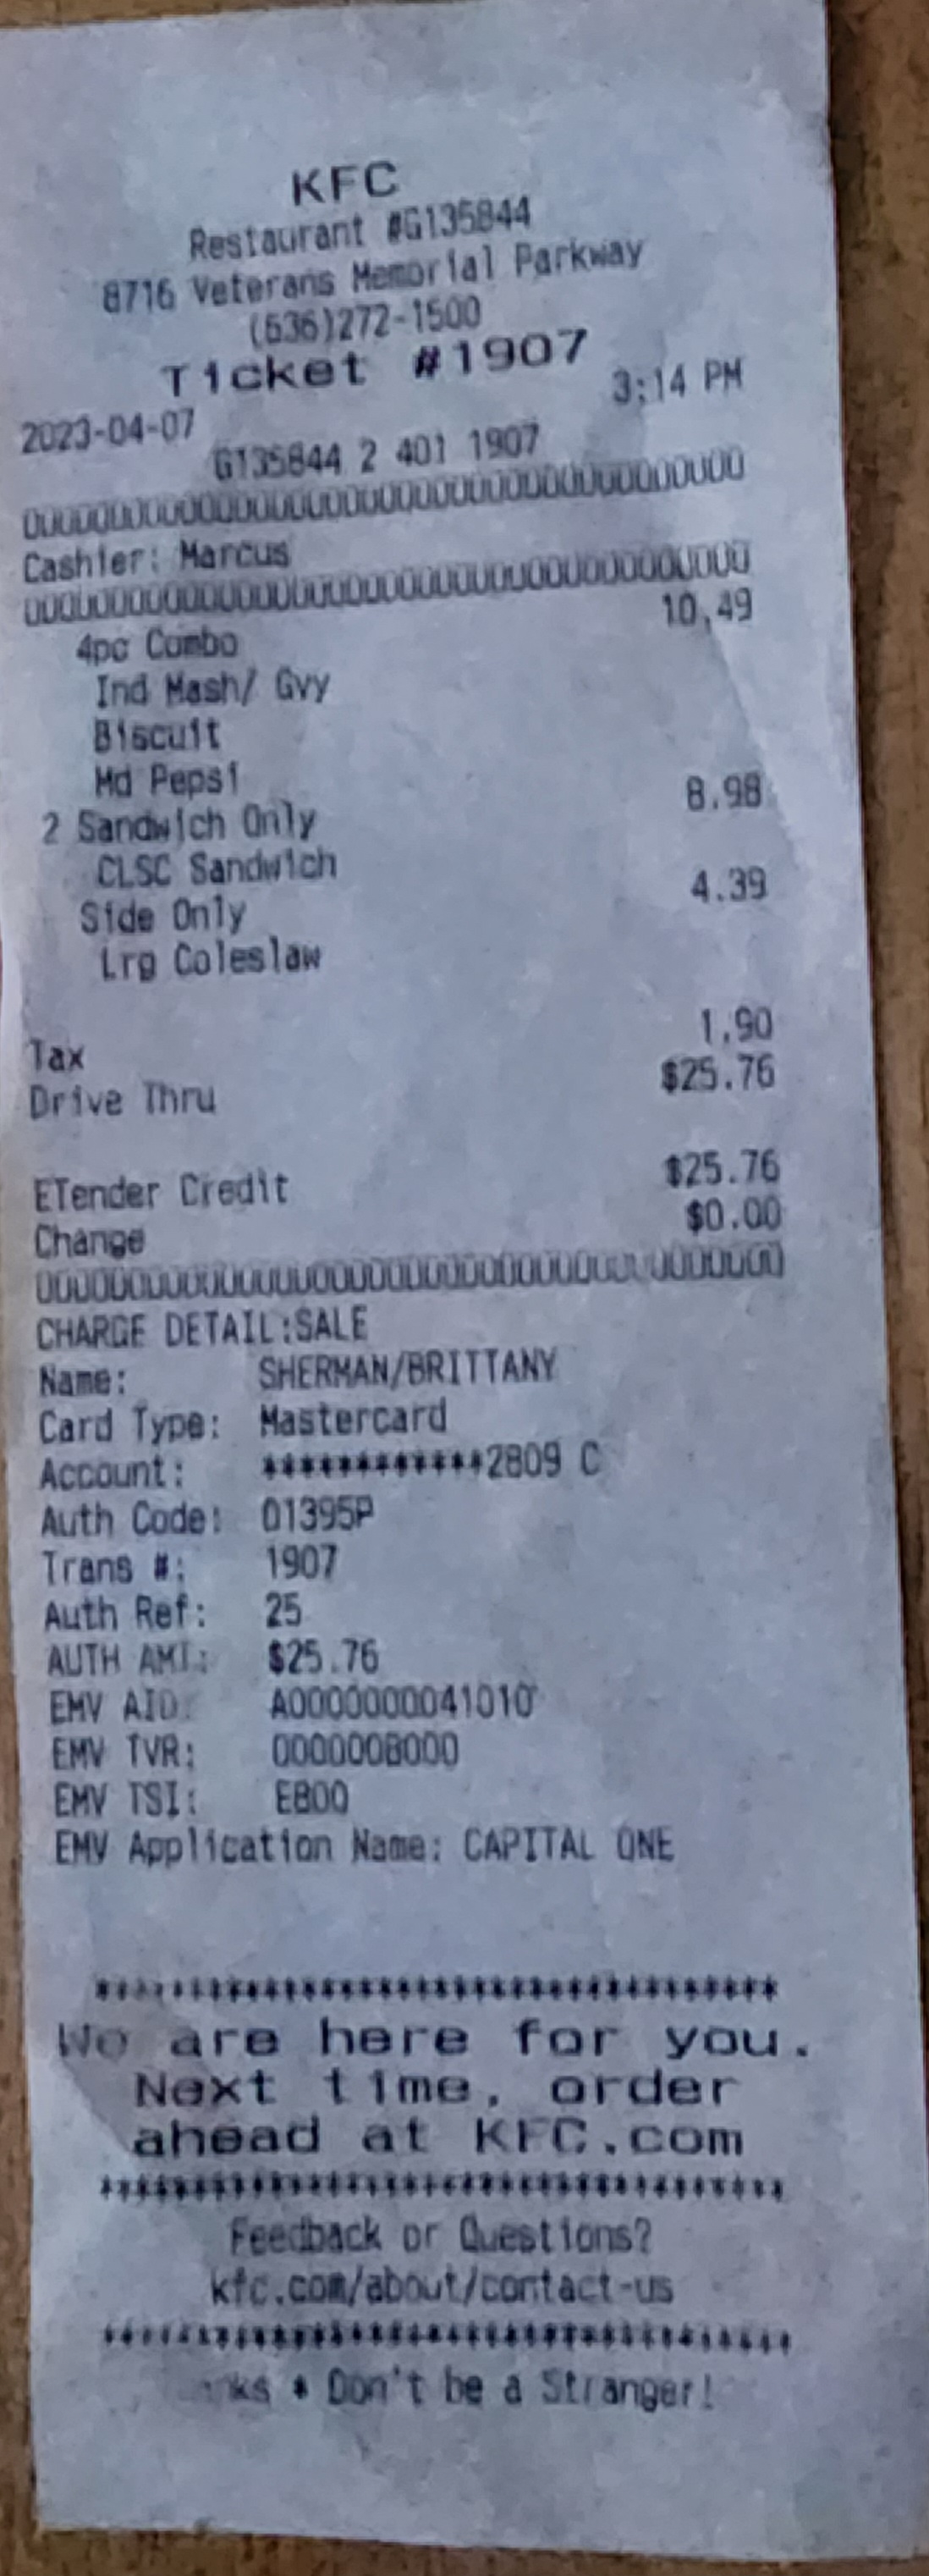 KFC
Restaurant #G135844
8716 Veterans Memorial Parkway
(636)272-1500
Ticket #1907
2023-04-07 3:14 PM
G135844 2 401 1907
Cashier: Marcus
4pc Combo 10.49
Ind Mash/ Gvy
Biscuit
Md Pepsi
2 Sandwich Only 8.98
CLSC Sandwich
Side Only 4.39
Lrg Coleslaw
Tax 1.90
Drive Thru $25.76
ETender Credit $25.76
Change $0.00
CHARGE DETAIL:SALE
Name: SHERMAN/BRITTANY
Card Type: Mastercard
Account: ************2809 C
Auth Code: 01395P
Trans #: 1907
Auth Ref: 25
AUTH AMT: $25.76
EMV AID: A0000000041010
EMV TVR: 0000008000
EMV TSI: E800
EMV Application Name: CAPITAL ONE
*************************************
We are here for you.
Next time, order
ahead at KFC.com
*************************************
Feedback or Questions?
kfc.com/about/contact-us
*************************************
* Don't be a Stranger!